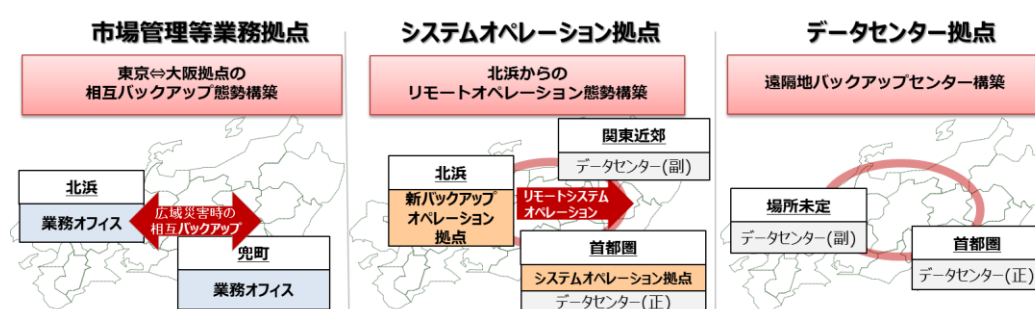 市場管理等業務拠点
東京⇔大阪拠点の
相互バックアップ態勢構築
北浜
業務オフィス
広域災害時の
相互バックアップ
兜町
業務オフィス
システムオペレーション拠点
北浜からの
リモートオペレーション態勢構築
関東近郊
データセンター(副)
北浜
新バックアップ
オペレーション
拠点
リモートシステム
オペレーション
首都圏
システムオペレーション拠点
データセンター(正)
データセンター拠点
遠隔地バックアップセンター構築
場所未定
データセンター(副)
首都圏
データセンター(正)